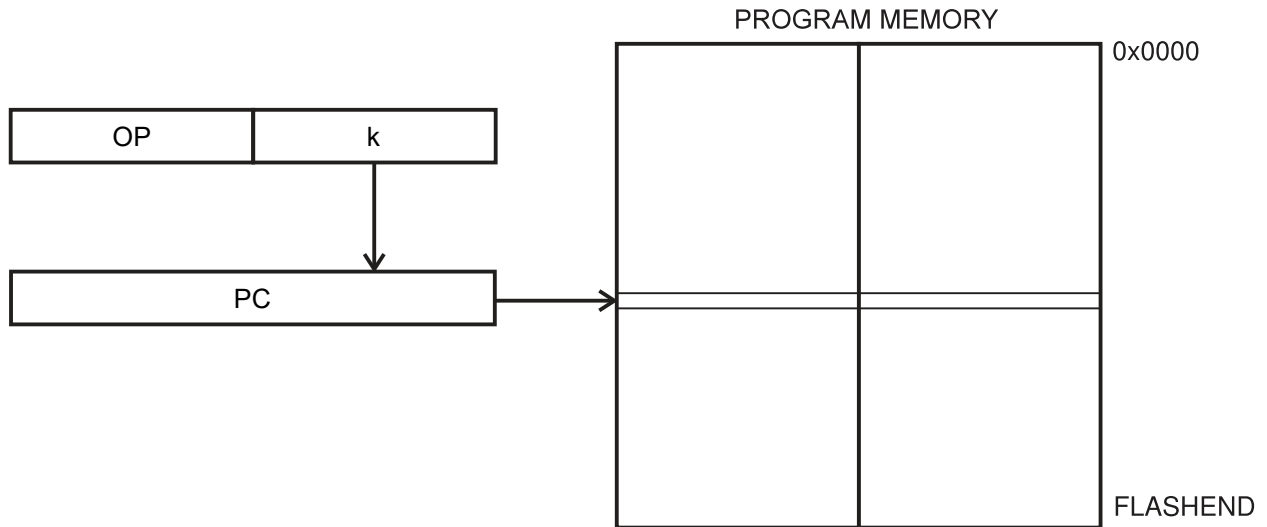 PROGRAM MEMORY
0x0000
OP
k
PC
FLASHEND